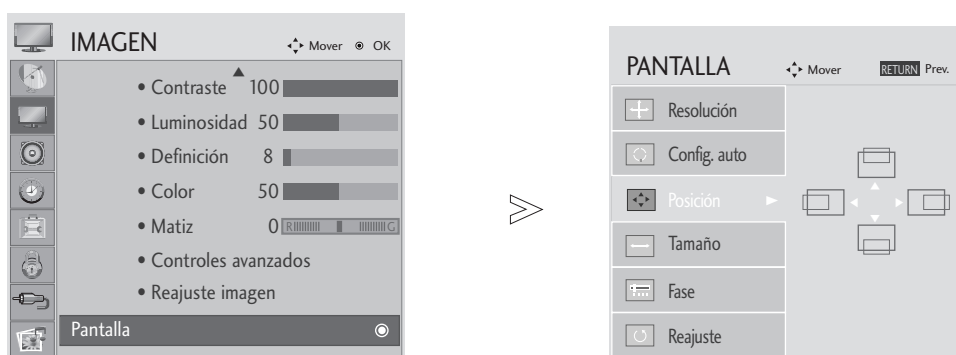 IMAGEN Mover OK
• Contraste 100
• Luminosidad 50
• Definición 8
• Color 50
• Matiz 0 R G
• Controles avanzados
• Reajuste imagen
Pantalla
PANTALLA Mover RETURN Prev.
Resolución
Config. auto
Posición
Tamaño
Fase
Reajuste